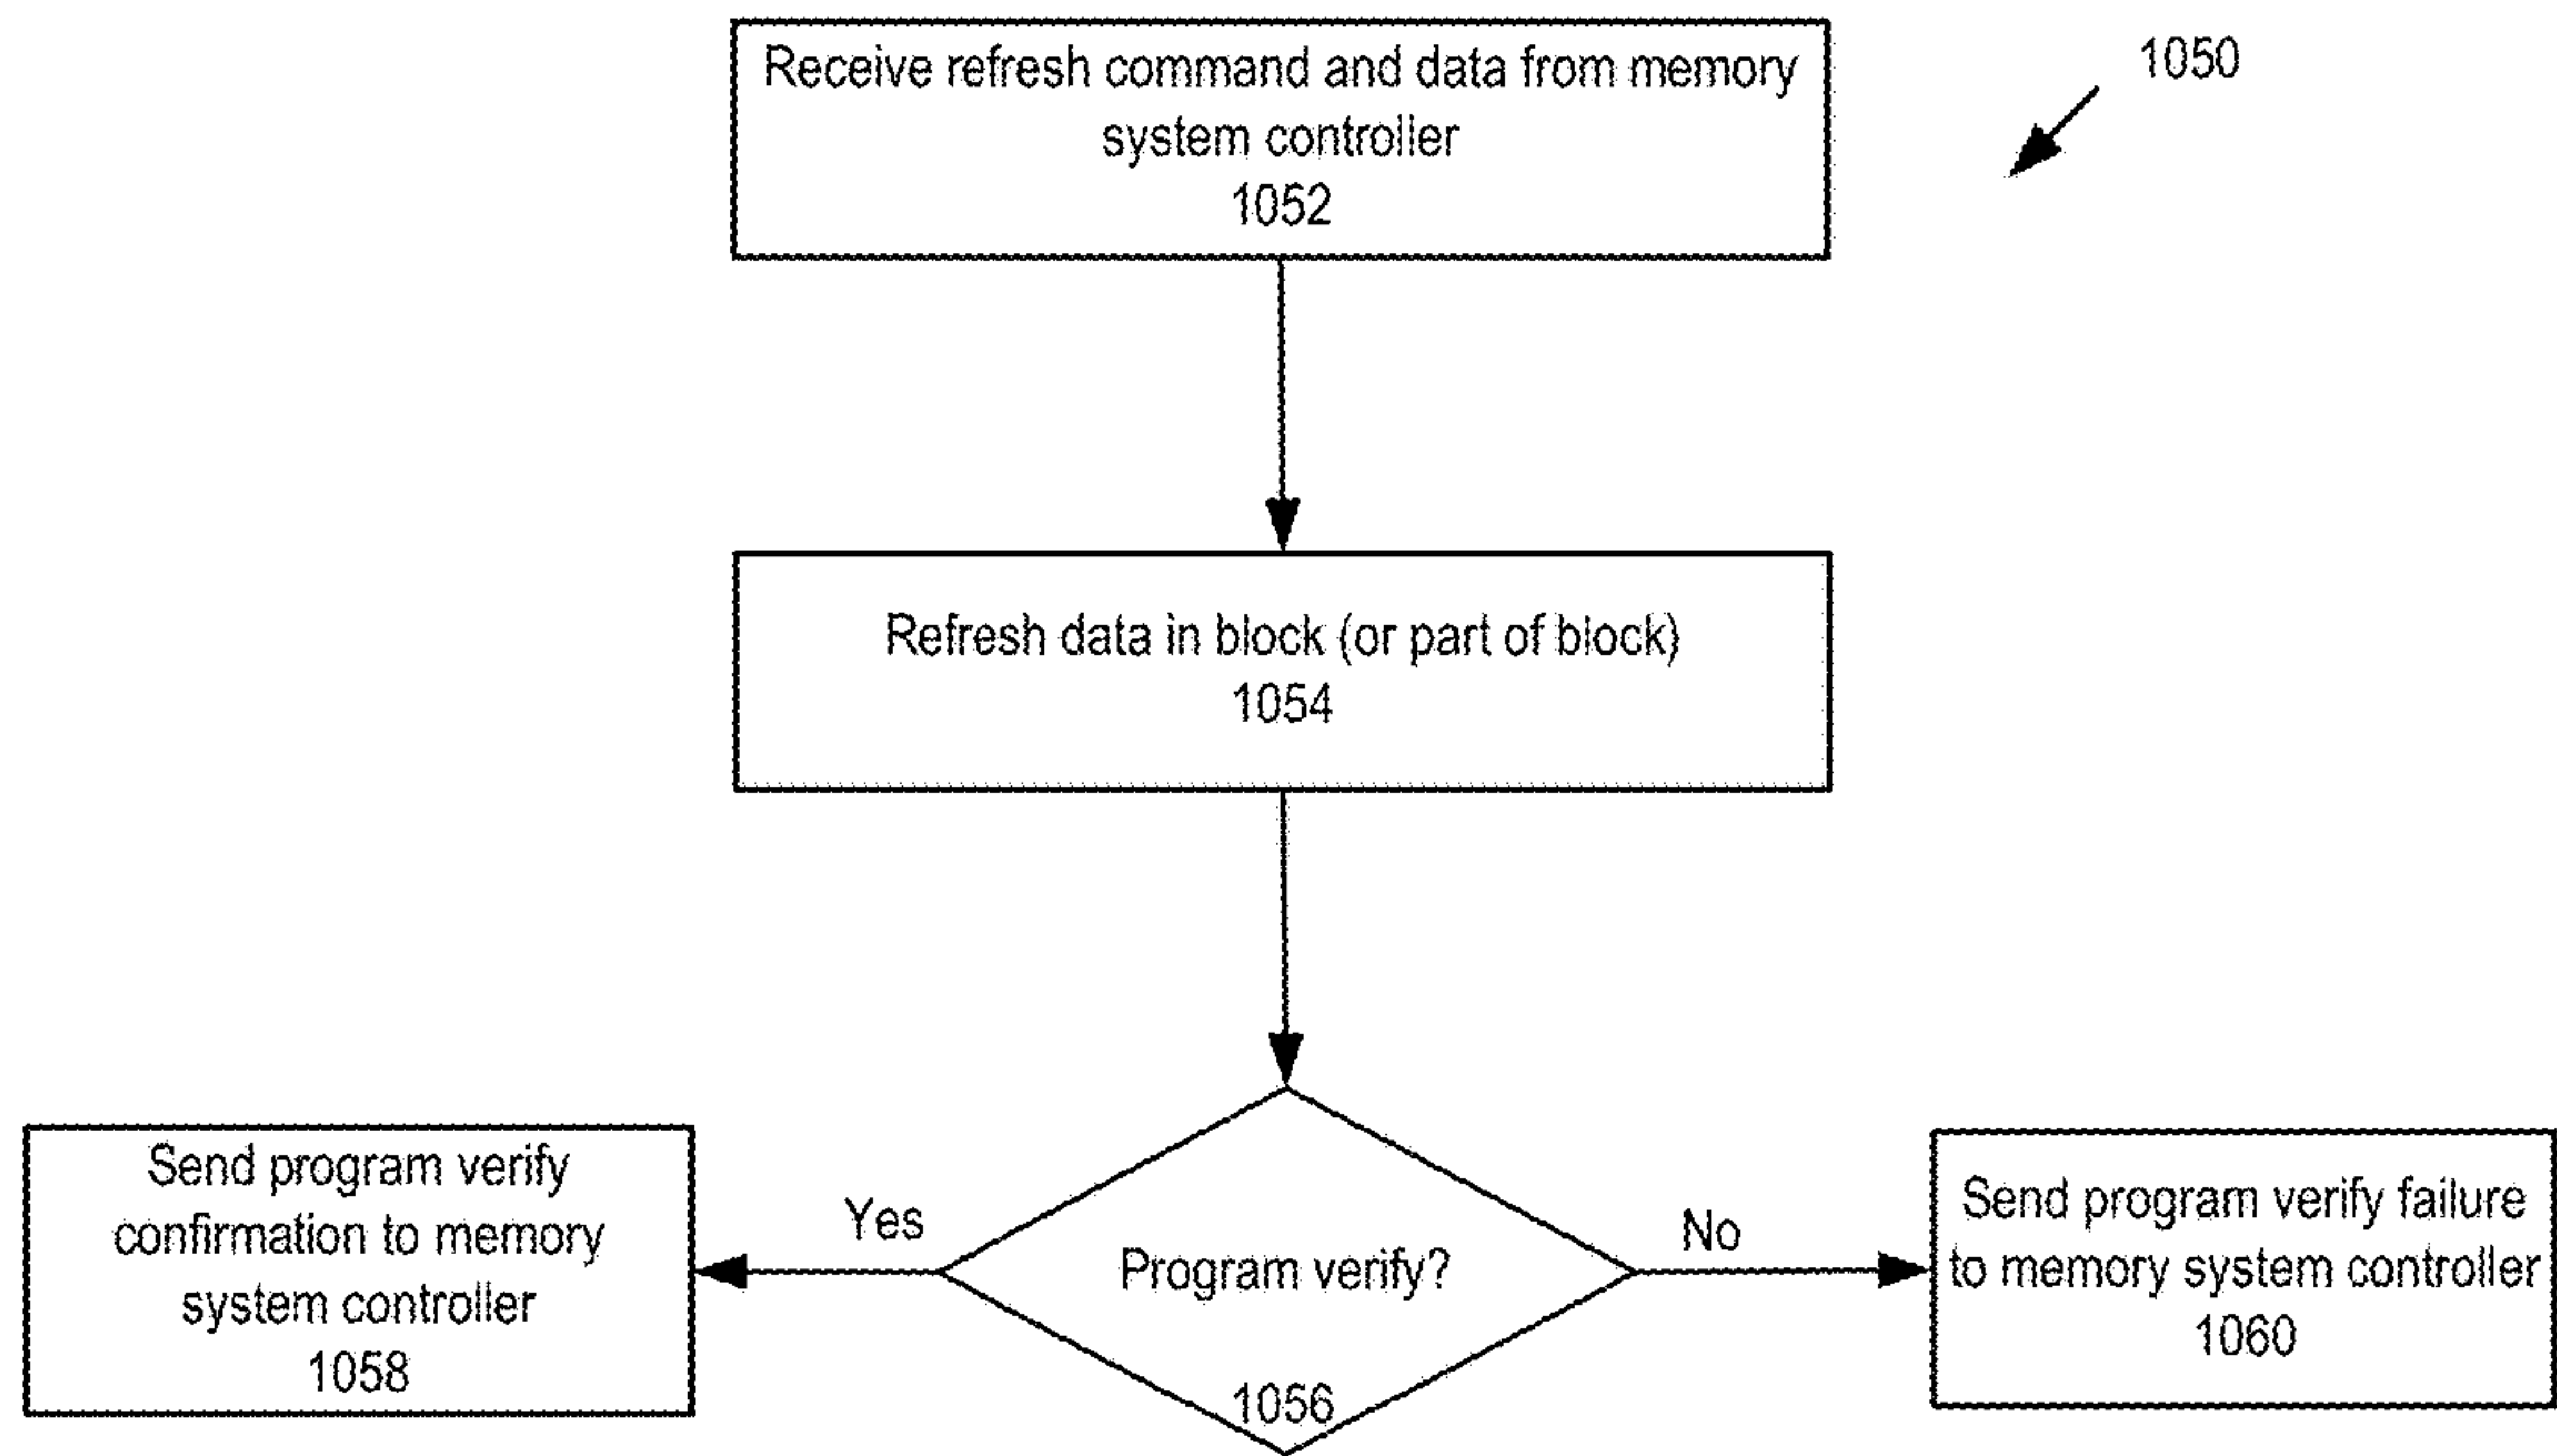 Receive refresh command and data from memory
system controller
1052
1050
Refresh data in block (or part of block)
1054
Send program verify
confirmation to memory
system controller
1058
Yes
Program verify?
1056
No
Send program verify failure
to memory system controller
1060